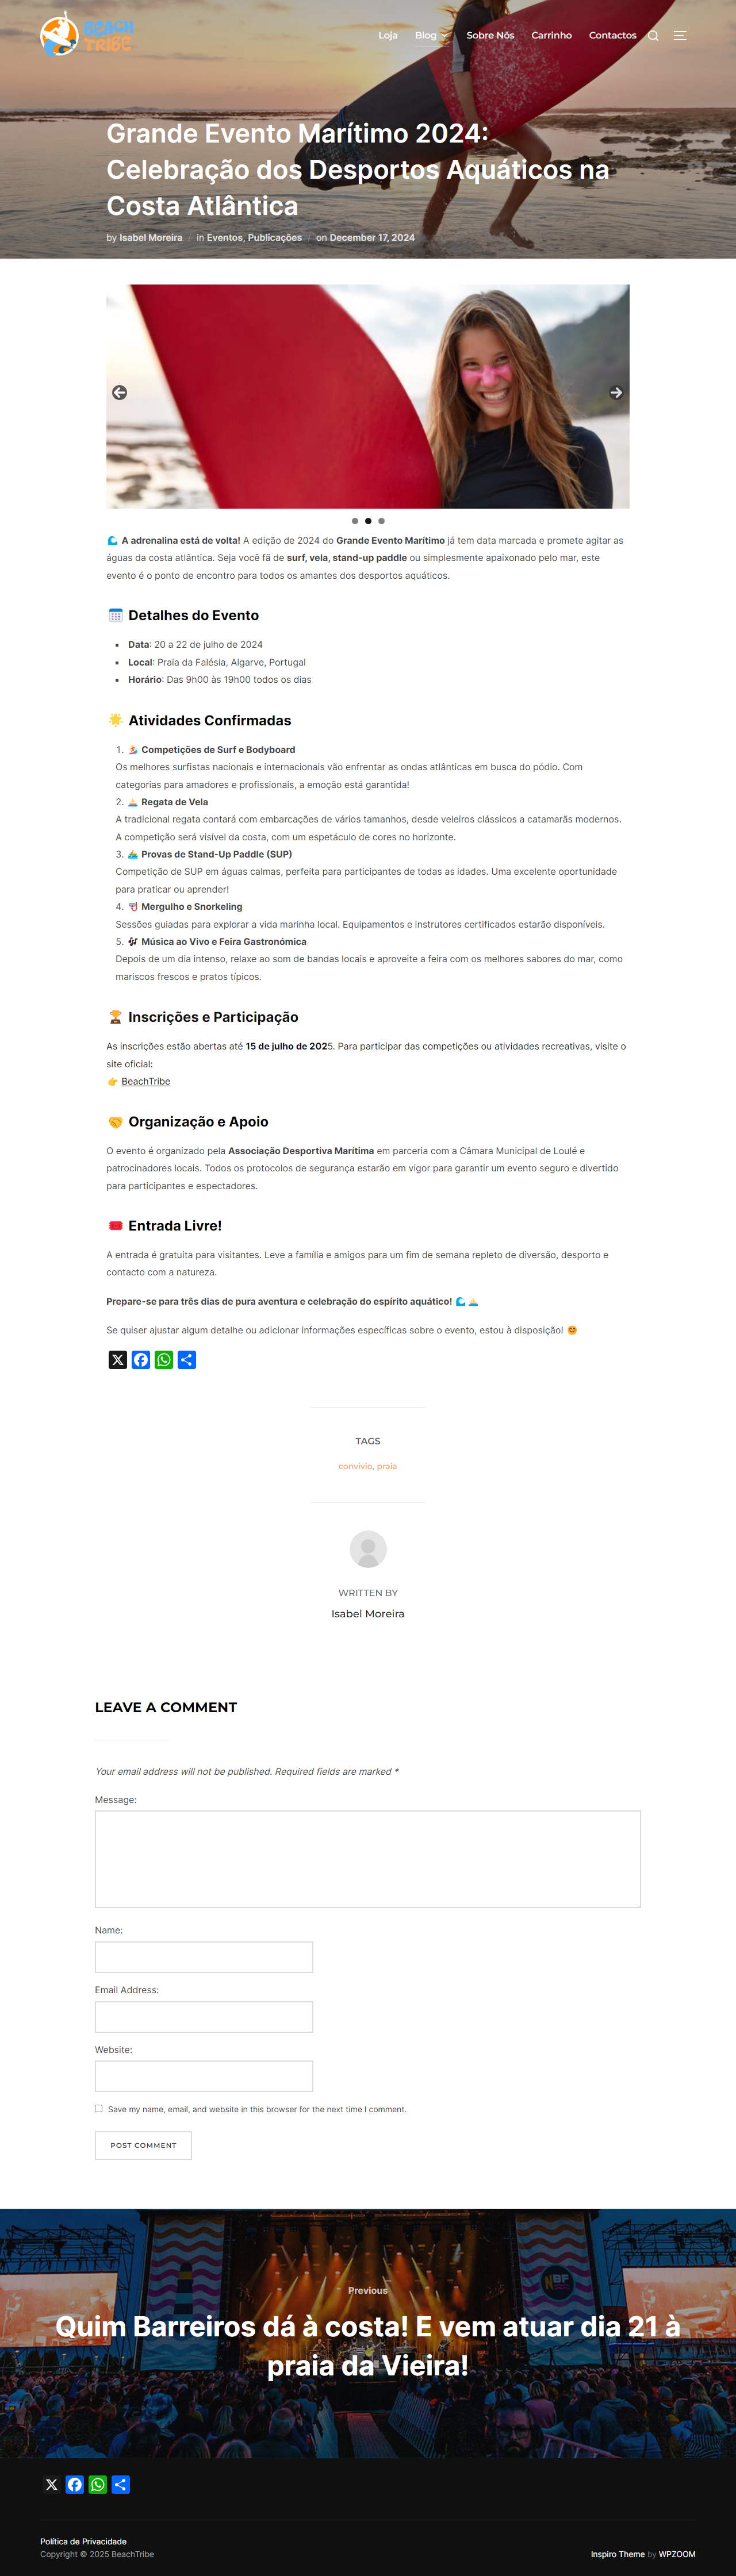 BEACH
TRIBE
Loja Blog Sobre Nós Carrinho Contactos
Grande Evento Marítimo 2024:
Celebração dos Desportos Aquáticos na
Costa Atlântica
by Isabel Moreira / in Eventos, Publicações / on December 17, 2024
🌊 A adrenalina está de volta! A edição de 2024 do Grande Evento Marítimo já tem data marcada e promete agitar as
águas da costa atlântica. Seja você fã de surf, vela, stand-up paddle ou simplesmente apaixonado pelo mar, este
evento é o ponto de encontro para todos os amantes dos desportos aquáticos.
🗓️ Detalhes do Evento
▪ Data: 20 a 22 de julho de 2024
▪ Local: Praia da Falésia, Algarve, Portugal
▪ Horário: Das 9h00 às 19h00 todos os dias
🌟 Atividades Confirmadas
1. 🏄 Competições de Surf e Bodyboard
Os melhores surfistas nacionais e internacionais vão enfrentar as ondas atlânticas em busca do pódio. Com
categorias para amadores e profissionais, a emoção está garantida!
2. ⛵ Regata de Vela
A tradicional regata contará com embarcações de vários tamanhos, desde veleiros clássicos a catamarãs modernos.
A competição será visível da costa, com um espetáculo de cores no horizonte.
3. 🚣 Provas de Stand-Up Paddle (SUP)
Competição de SUP em águas calmas, perfeita para participantes de todas as idades. Uma excelente oportunidade
para praticar ou aprender!
4. 🤿 Mergulho e Snorkeling
Sessões guiadas para explorar a vida marinha local. Equipamentos e instrutores certificados estarão disponíveis.
5. 🎶 Música ao Vivo e Feira Gastronómica
Depois de um dia intenso, relaxe ao som de bandas locais e aproveite a feira com os melhores sabores do mar, como
mariscos frescos e pratos típicos.
🏆 Inscrições e Participação
As inscrições estão abertas até 15 de julho de 2025. Para participar das competições ou atividades recreativas, visite o
site oficial:
👉 BeachTribe
🤝 Organização e Apoio
O evento é organizado pela Associação Desportiva Marítima em parceria com a Câmara Municipal de Loulé e
patrocinadores locais. Todos os protocolos de segurança estarão em vigor para garantir um evento seguro e divertido
para participantes e espectadores.
🎟️ Entrada Livre!
A entrada é gratuita para visitantes. Leve a família e amigos para um fim de semana repleto de diversão, desporto e
contacto com a natureza.
Prepare-se para três dias de pura aventura e celebração do espírito aquático! 🌊⛵
Se quiser ajustar algum detalhe ou adicionar informações específicas sobre o evento, estou à disposição! 😊
TAGS
convivio, praia
WRITTEN BY
Isabel Moreira
LEAVE A COMMENT
Your email address will not be published. Required fields are marked *
Message:
Name:
Email Address:
Website:
Save my name, email, and website in this browser for the next time I comment.
POST COMMENT
NBF
Previous
Quim Barreiros dá à costa! E vem atuar dia 21 à
praia da Vieira!
Política de Privacidade
Copyright © 2025 BeachTribe
Inspiro Theme by WPZOOM